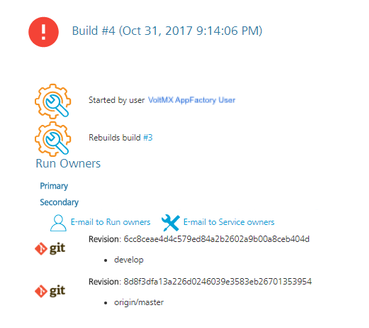 Build #4 (Oct 31, 2017 9:14:06 PM)
Started by user VoltMX AppFactory User
Rebuilds build #3
Run Owners
Primary
Secondary
E-mail to Run owners E-mail to Service owners
git Revision: 6cc8ceae4d4c579ed84a2b2602a9b00a8ceb404d
• develop
git Revision: 8d8f3dfa13a226d0246039e3583eb26701353954
• origin/master